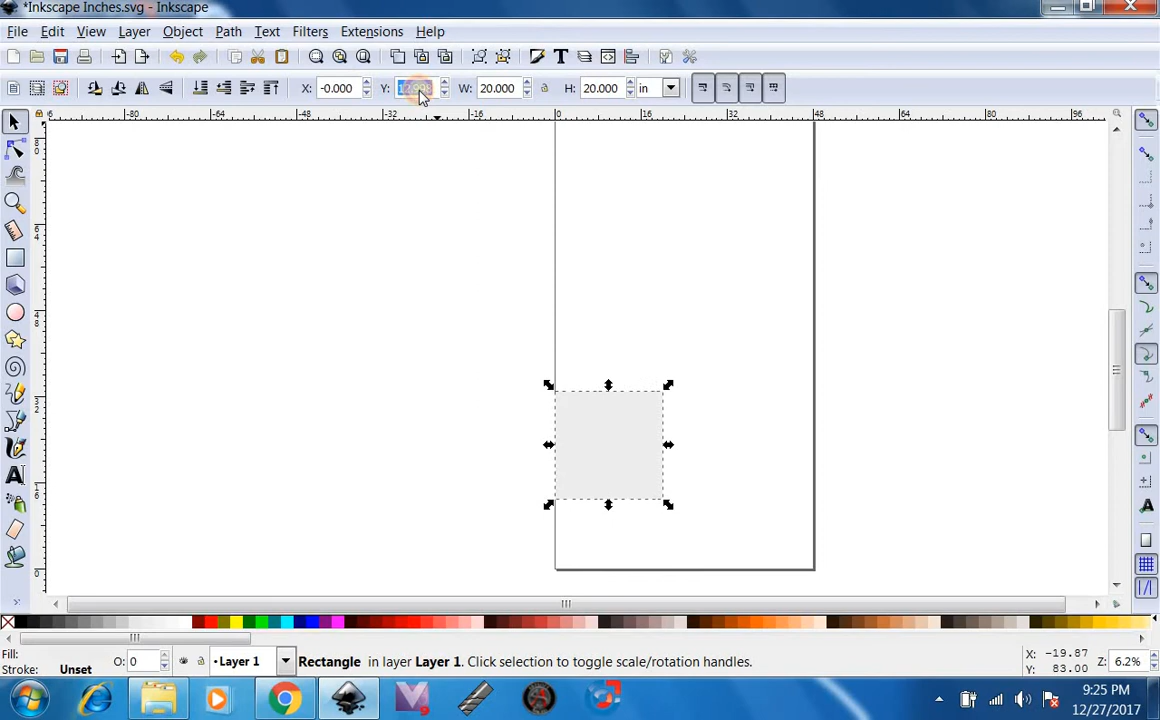 *Inkscape Inches.svg - Inkscape
File Edit View Layer Object Path Text Filters Extensions Help
X: -0.000 Y: W: 20.000 H: 20.000 in
-80 -64 -48 -32 -16 0 16 32 48 64 80 96
Fill:
Stroke: Unset O: 0 •Layer 1 Rectangle in layer Layer 1. Click selection to toggle scale/rotation handles. X: -19.87 Y: 83.00 Z: 6.2%
9:25 PM
12/27/2017